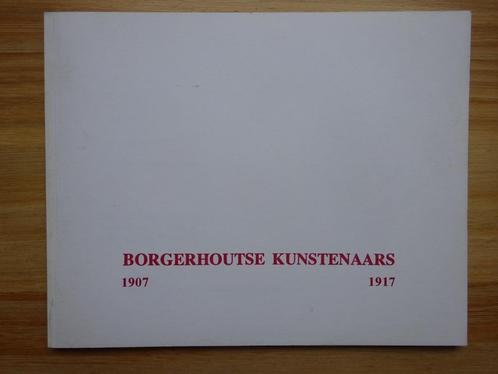 BORGERHOUTSE KUNSTENAARS
1907 1917